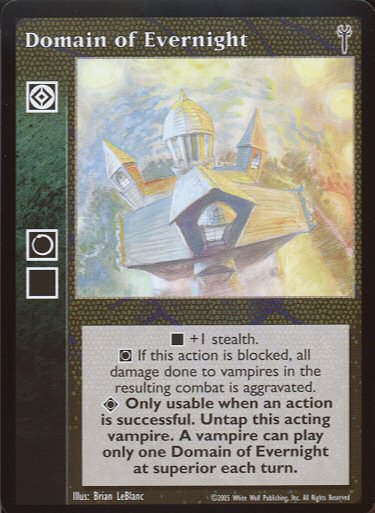 Domain of Evernight
+1 stealth.
If this action is blocked, all
damage done to vampires in the
resulting combat is aggravated.
Only usable when an action
is successful. Untap this acting
vampire. A vampire can play
only one Domain of Evernight
at superior each turn.
Illus: Brian LeBlanc
©2005 White Wolf Publishing, Inc. All Rights Reserved